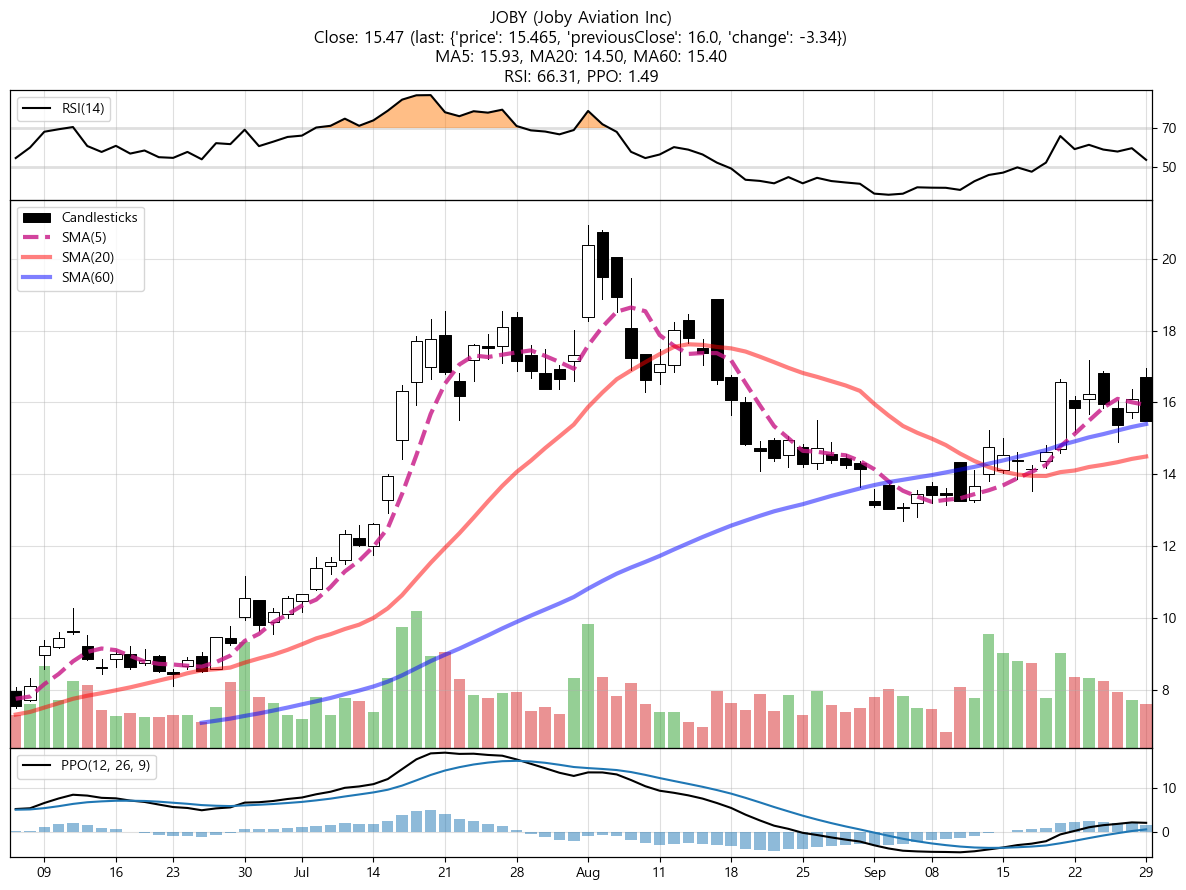 JOBY (Joby Aviation Inc)
Close: 15.47 (last: {'price': 15.465, 'previousClose': 16.0, 'change': -3.34})
MA5: 15.93, MA20: 14.50, MA60: 15.40
RSI: 66.31, PPO: 1.49
RSI(14)
70
50
Candlesticks
SMA(5)
SMA(20)
SMA(60)
20
18
16
14
12
10
8
PPO(12, 26, 9)
10
0
09 16 23 30 Jul 14 21 28 Aug 11 18 25 Sep 08 15 22 29